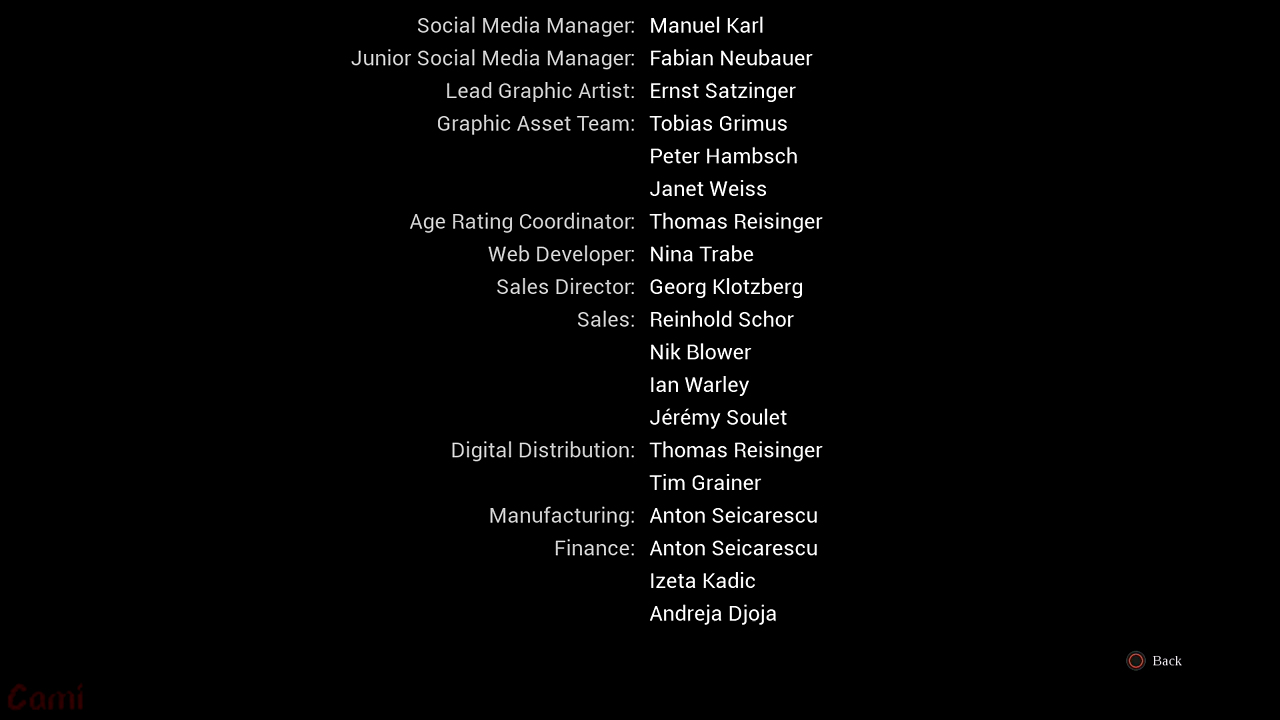 Social Media Manager: Manuel Karl
Junior Social Media Manager: Fabian Neubauer
Lead Graphic Artist: Ernst Satzinger
Graphic Asset Team: Tobias Grimus
Peter Hambsch
Janet Weiss
Age Rating Coordinator: Thomas Reisinger
Web Developer: Nina Trabe
Sales Director: Georg Klotzberg
Sales: Reinhold Schor
Nik Blower
Ian Warley
Jérémy Soulet
Digital Distribution: Thomas Reisinger
Tim Grainer
Manufacturing: Anton Seicarescu
Finance: Anton Seicarescu
Izeta Kadic
Andreja Djoja
Back
Cami